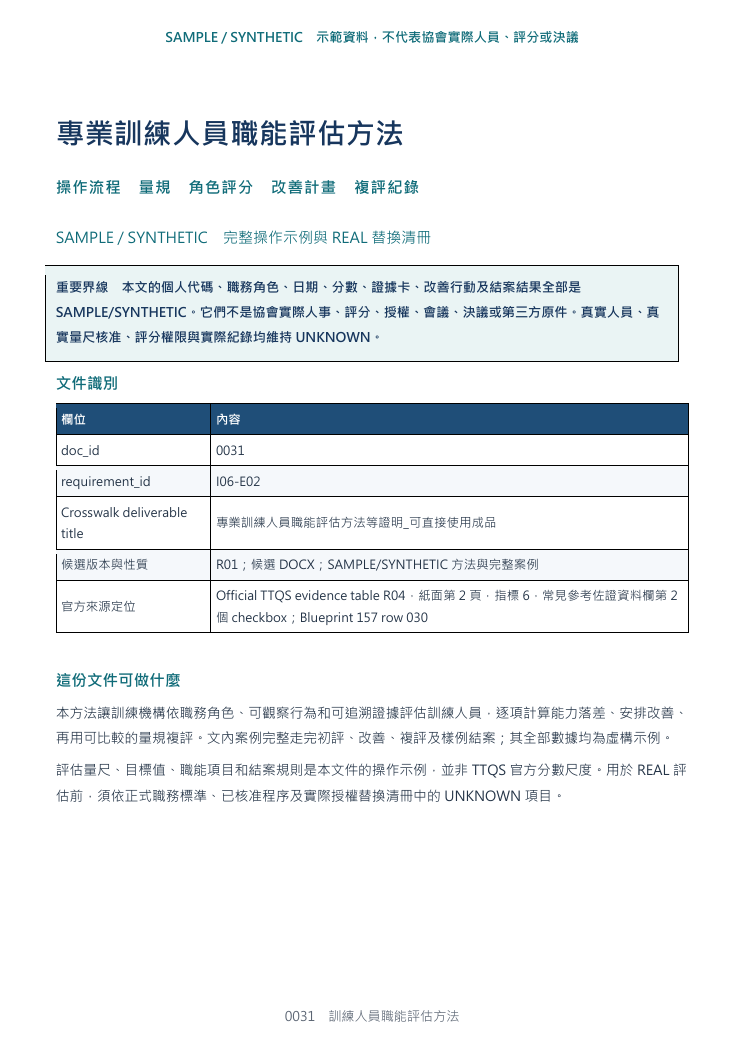 SAMPLE / SYNTHETIC　示範資料，不代表協會實際人員、評分或決議
專業訓練人員職能評估方法
操作流程　量規　角色評分　改善計畫　複評紀錄
SAMPLE / SYNTHETIC　完整操作示例與 REAL 替換清冊
重要界線　本文的個人代碼、職務角色、日期、分數、證據卡、改善行動及結案結果全部是
SAMPLE/SYNTHETIC。它們不是協會實際人事、評分、授權、會議、決議或第三方原件。真實人員、真
實量尺核准、評分權限與實際紀錄均維持 UNKNOWN。
文件識別
欄位　內容
doc_id　0031
requirement_id　I06-E02
Crosswalk deliverable
title　專業訓練人員職能評估方法等證明_可直接使用成品
候選版本與性質　R01；候選 DOCX；SAMPLE/SYNTHETIC 方法與完整案例
官方來源定位　Official TTQS evidence table R04，紙面第 2 頁，指標 6，常見參考佐證資料欄第 2
個 checkbox；Blueprint 157 row 030
這份文件可做什麼
本方法讓訓練機構依職務角色、可觀察行為和可追溯證據評估訓練人員，逐項計算能力落差、安排改善、
再用可比較的量規複評。文內案例完整走完初評、改善、複評及樣例結案；其全部數據均為虛構示例。
評估量尺、目標值、職能項目和結案規則是本文件的操作示例，並非 TTQS 官方分數尺度。用於 REAL 評
估前，須依正式職務標準、已核准程序及實際授權替換清冊中的 UNKNOWN 項目。
0031　訓練人員職能評估方法